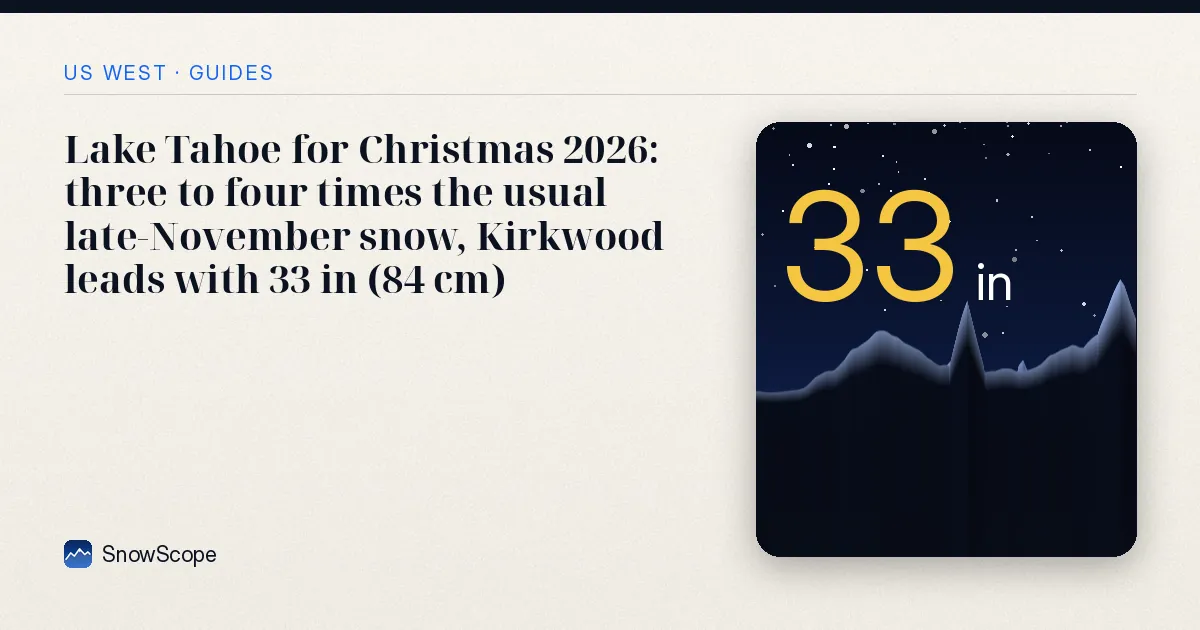 US WEST · GUIDES
Lake Tahoe for Christmas 2026:
three to four times the usual
late-November snow, Kirkwood
leads with 33 in (84 cm)
33 in
SnowScope